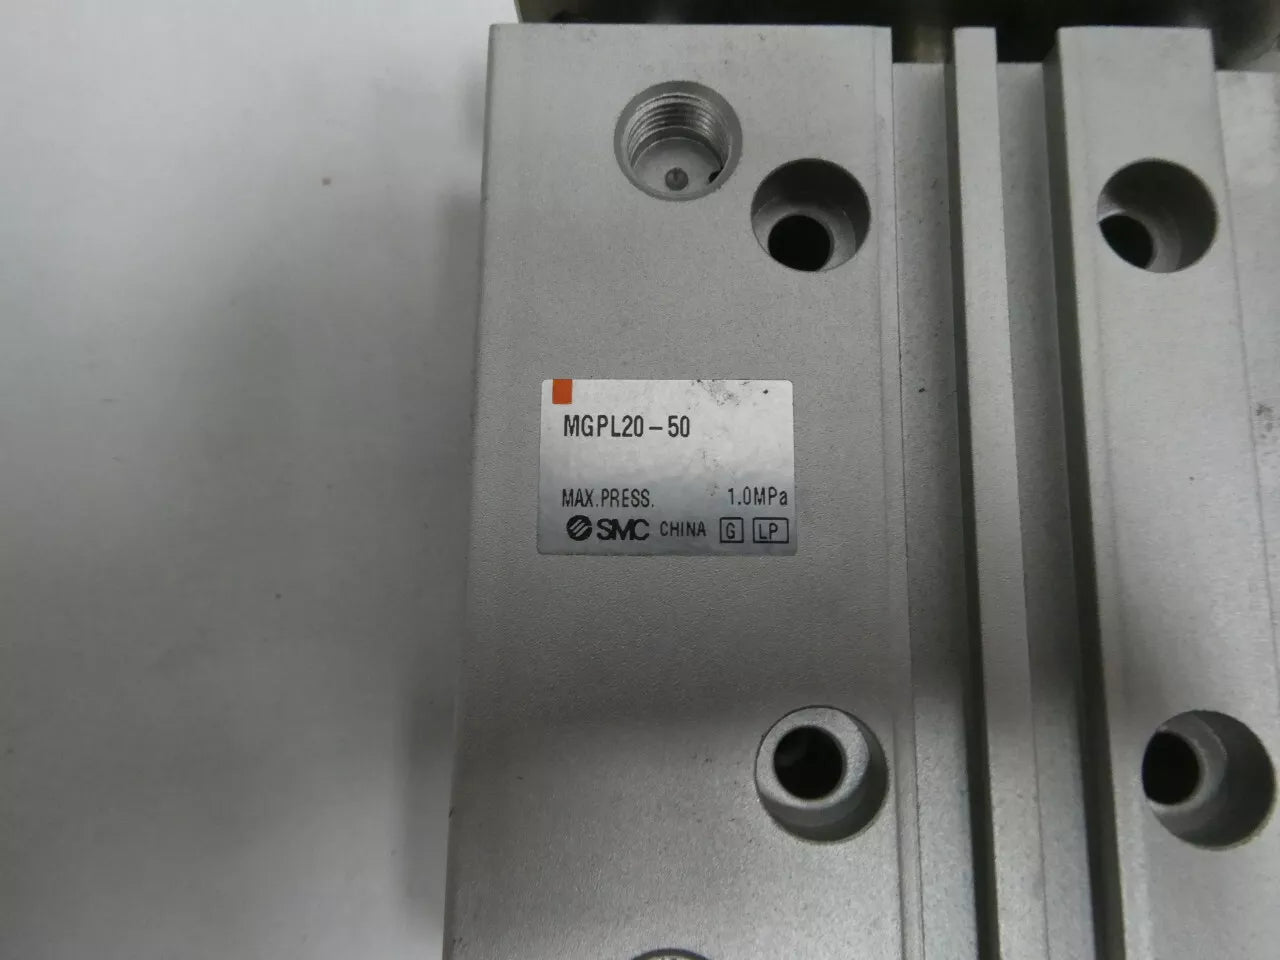 MGPL20-50
MAX.PRESS. 1.0MPa
SMC CHINA G LP